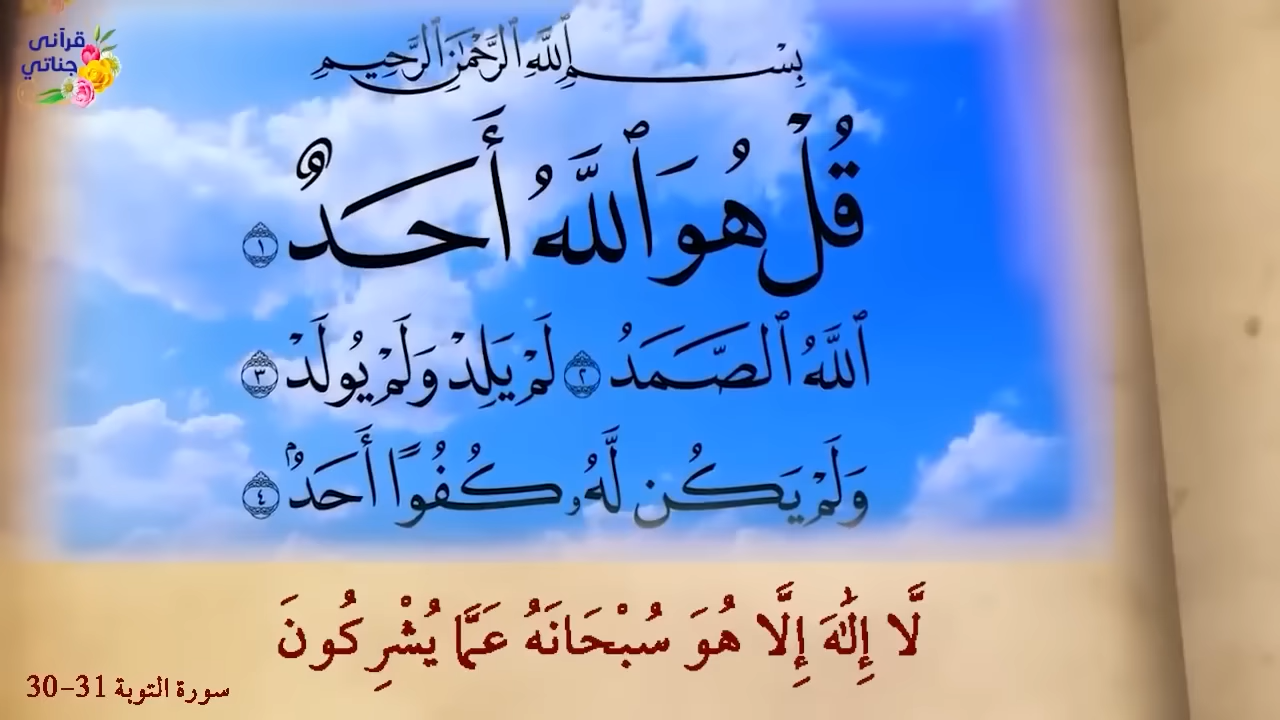 قرآنى
جناتي
بِسْمِ ٱللَّهِ ٱلرَّحْمَٰنِ ٱلرَّحِيمِ
قُلْ هُوَ ٱللَّهُ أَحَدٌ ١
ٱللَّهُ ٱلصَّمَدُ ٢ لَمْ يَلِدْ وَلَمْ يُولَدْ ٣
وَلَمْ يَكُن لَّهُۥ كُفُوًا أَحَدٌۢ ٤
لَّا إِلَٰهَ إِلَّا هُوَ سُبْحَانَهُ عَمَّا يُشْرِكُونَ
سورة التوبة 31-30